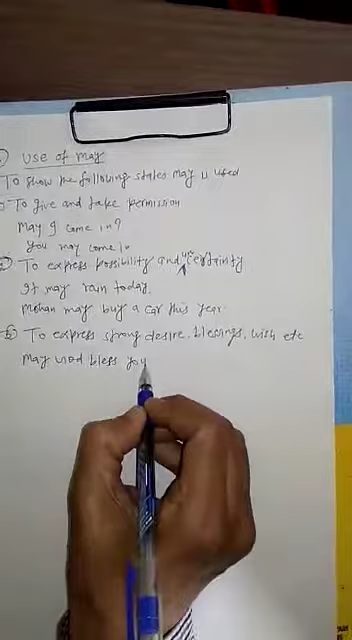 Use of may
To show the following states may is used
To give and take permission
May I come in?
You may come in
To express possibility and uncertainty
It may rain today.
Mohan may buy a car this year.
To express strong desire, blessings, wish etc
May God bless you